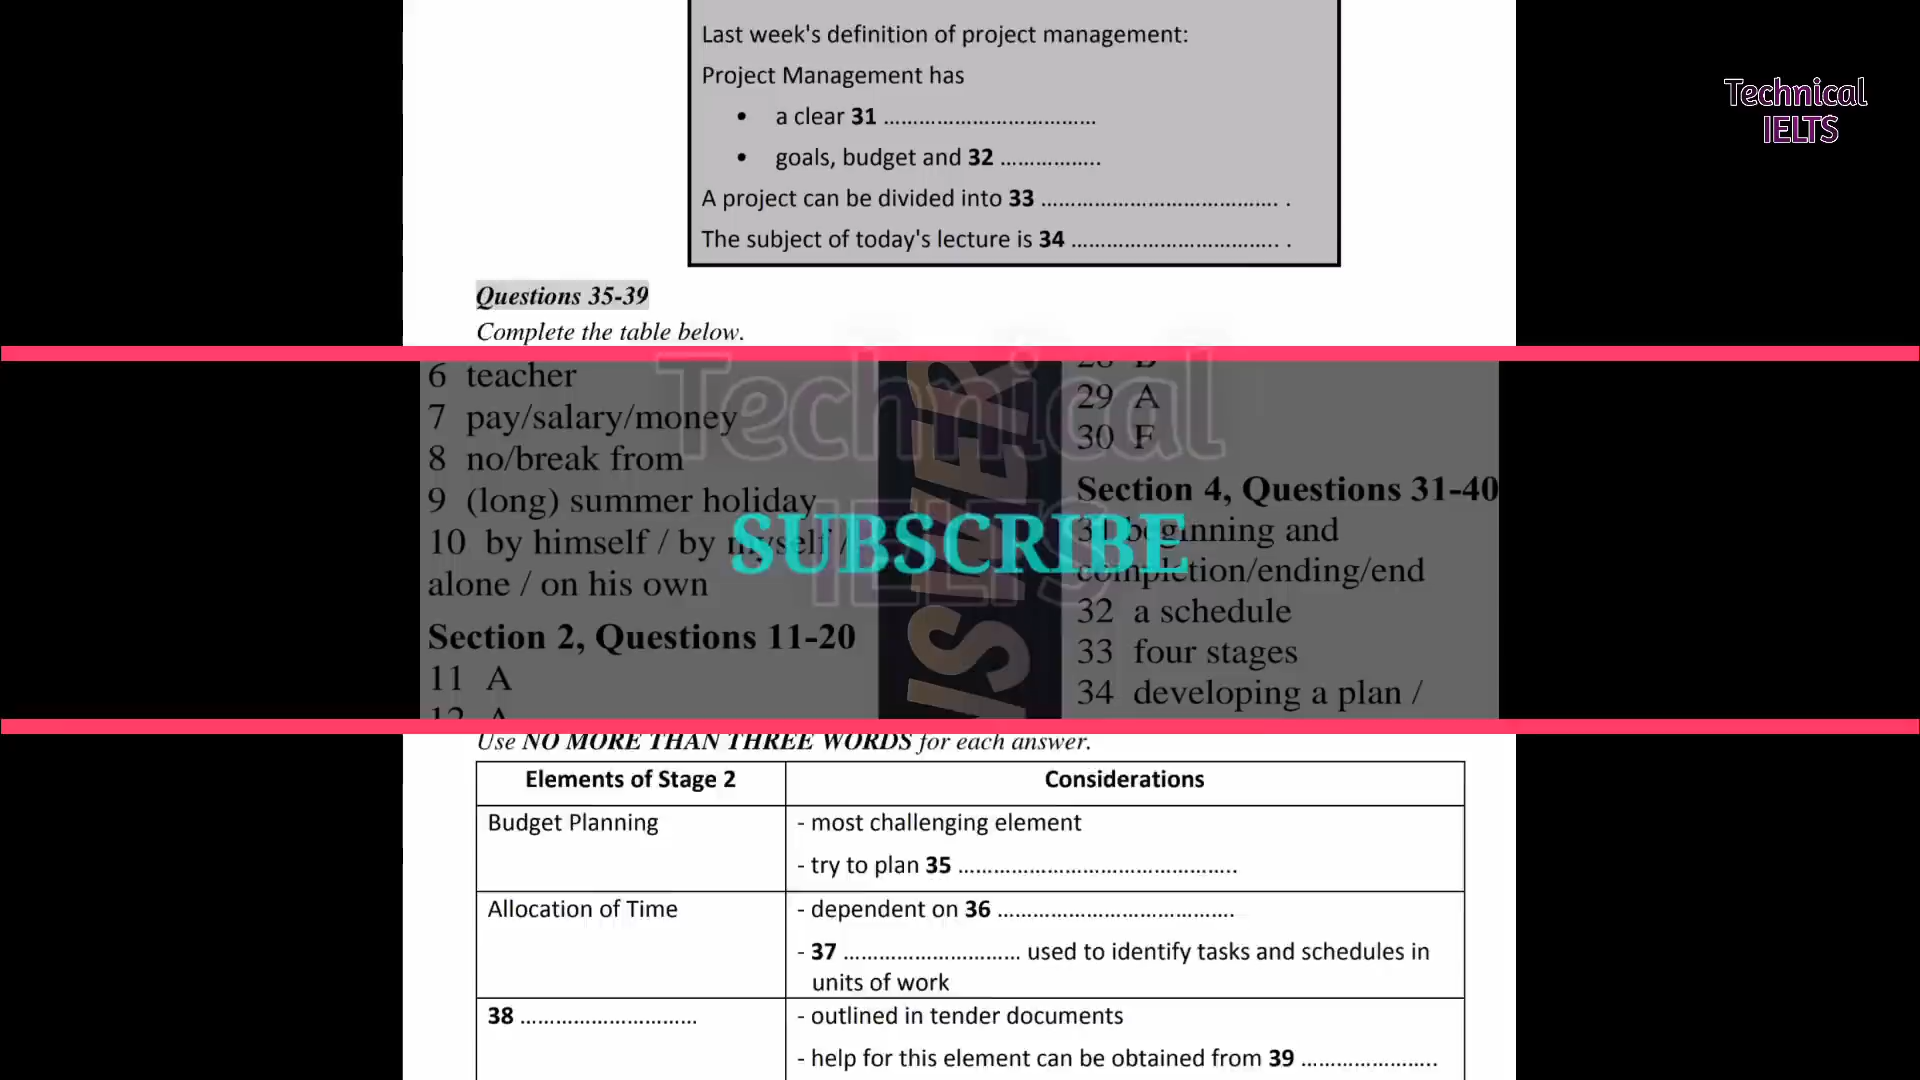 Last week's definition of project management:
Project Management has
• a clear 31 ....................................
• goals, budget and 32 .................
A project can be divided into 33 ........................................ .
The subject of today's lecture is 34 ................................... .
Technical
IELTS
Questions 35-39
Complete the table below.
6 teacher
7 pay/salary/money
8 no/break from
9 (long) summer holiday
10 by himself / by myself /
alone / on his own
Section 2, Questions 11-20
11 A
12 A
Technical
IELTS
SUBSCRIBE
29 A
30 F
Section 4, Questions 31-40
31 beginning and
completion/ending/end
32 a schedule
33 four stages
34 developing a plan /
Use NO MORE THAN THREE WORDS for each answer.
Elements of Stage 2
Considerations
Budget Planning
- most challenging element
- try to plan 35 ...............................................
Allocation of Time
- dependent on 36 ........................................
- 37 .............................. used to identify tasks and schedules in
units of work
38 ..............................
- outlined in tender documents
- help for this element can be obtained from 39 .......................